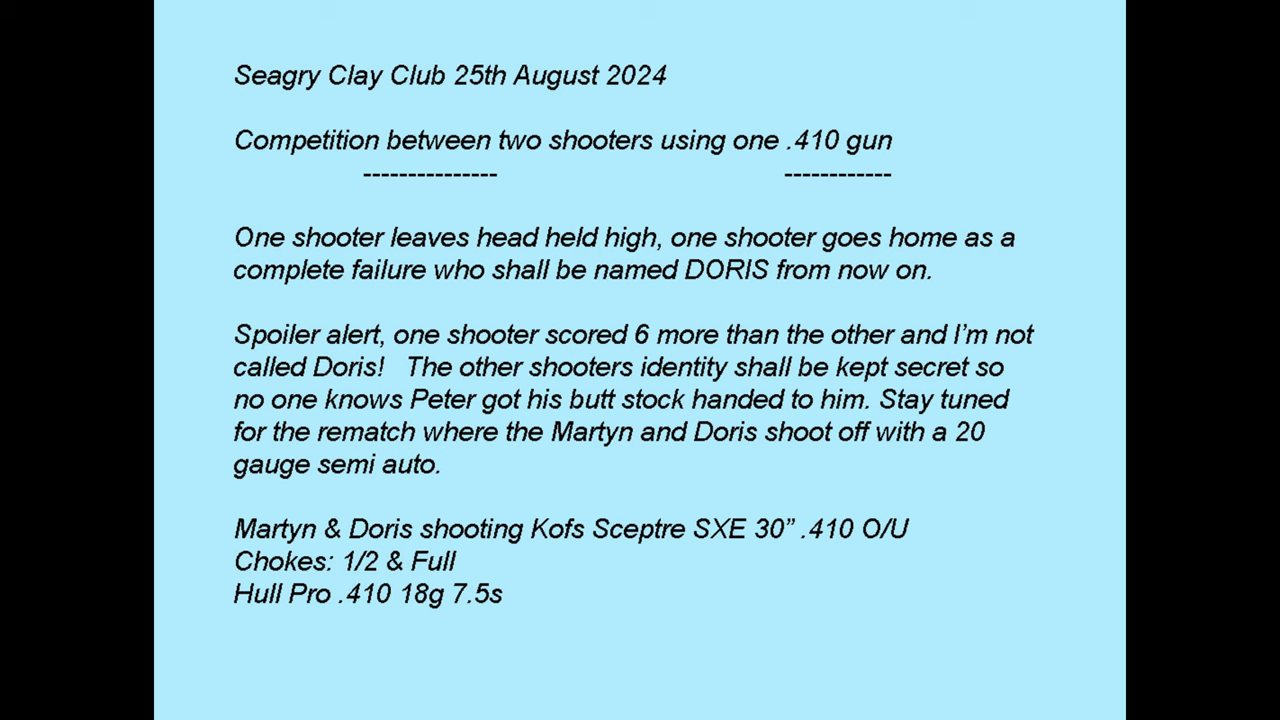 Seagry Clay Club 25th August 2024
Competition between two shooters using one .410 gun
--------------- ------------
One shooter leaves head held high, one shooter goes home as a
complete failure who shall be named DORIS from now on.
Spoiler alert, one shooter scored 6 more than the other and I'm not
called Doris!   The other shooters identity shall be kept secret so
no one knows Peter got his butt stock handed to him. Stay tuned
for the rematch where the Martyn and Doris shoot off with a 20
gauge semi auto.
Martyn & Doris shooting Kofs Sceptre SXE 30” .410 O/U
Chokes: 1/2 & Full
Hull Pro .410 18g 7.5s